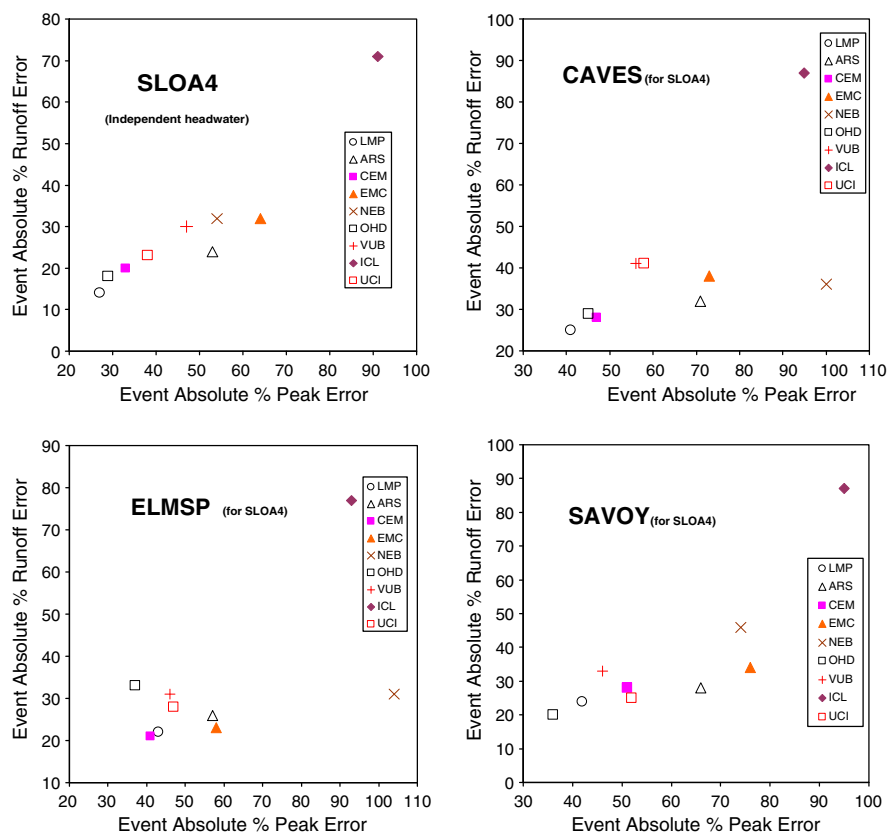 80
70
60
50
40
30
20
10
0
Event Absolute % Runoff Error
SLOA4
(Independent headwater)
LMP
ARS
CEM
EMC
NEB
OHD
VUB
ICL
UCI
20 30 40 50 60 70 80 90 100
Event Absolute % Peak Error
100
90
80
70
60
50
40
30
20
Event Absolute % Runoff Error
CAVES (for SLOA4)
LMP
ARS
CEM
EMC
NEB
OHD
VUB
ICL
UCI
30 40 50 60 70 80 90 100 110
Event Absolute % Peak Error
90
80
70
60
50
40
30
20
10
Event Absolute % Runoff Error
ELMSP (for SLOA4)
LMP
ARS
CEM
EMC
NEB
OHD
VUB
ICL
UCI
20 30 40 50 60 70 80 90 100 110
Event Absolute % Peak Error
100
90
80
70
60
50
40
30
20
10
0
Event Absolute % Runoff Error
SAVOY (for SLOA4)
LMP
ARS
CEM
EMC
NEB
OHD
VUB
ICL
UCI
30 40 50 60 70 80 90 100
Event Absolute % Peak Error